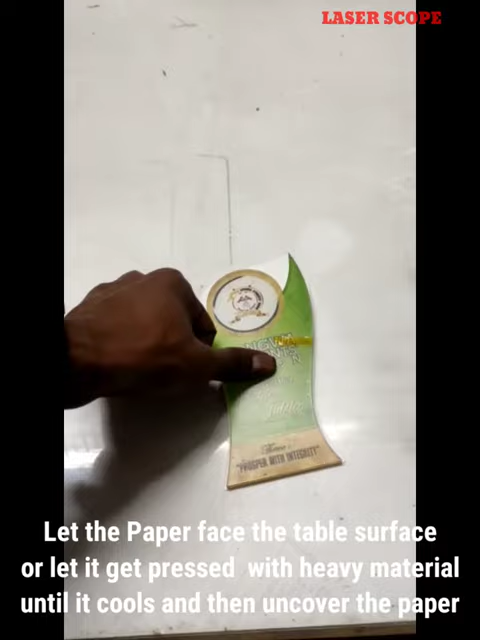 LASER SCOPE
Theme:
"PROSPER WITH INTEGRITY"
Let the Paper face the table surface
or let it get pressed with heavy material
until it cools and then uncover the paper